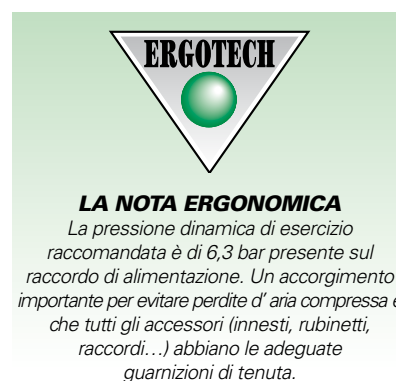 ERGOTECH
LA NOTA ERGONOMICA
La pressione dinamica di esercizio
raccomandata è di 6,3 bar presente sul
raccordo di alimentazione. Un accorgimento
importante per evitare perdite d' aria compressa è
che tutti gli accessori (innesti, rubinetti,
raccordi...) abbiano le adeguate
guarnizioni di tenuta.